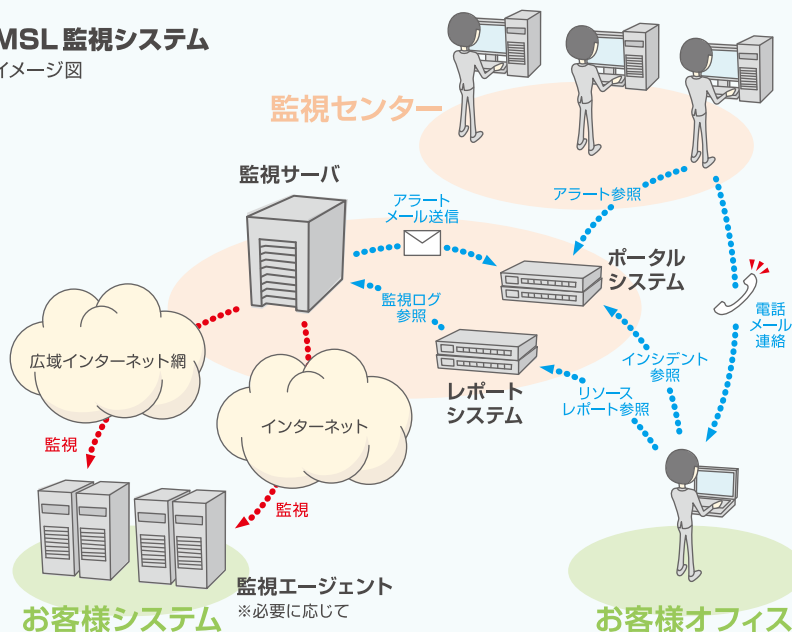 MSL監視システム
イメージ図
監視センター
監視サーバ
アラート
メール送信
アラート参照
ポータル
システム
監視ログ
参照
電話
メール
連絡
広域インターネット網
インシデント
参照
レポート
システム
リソース
レポート参照
インターネット
監視
監視
監視エージェント
※必要に応じて
お客様システム
お客様オフィス